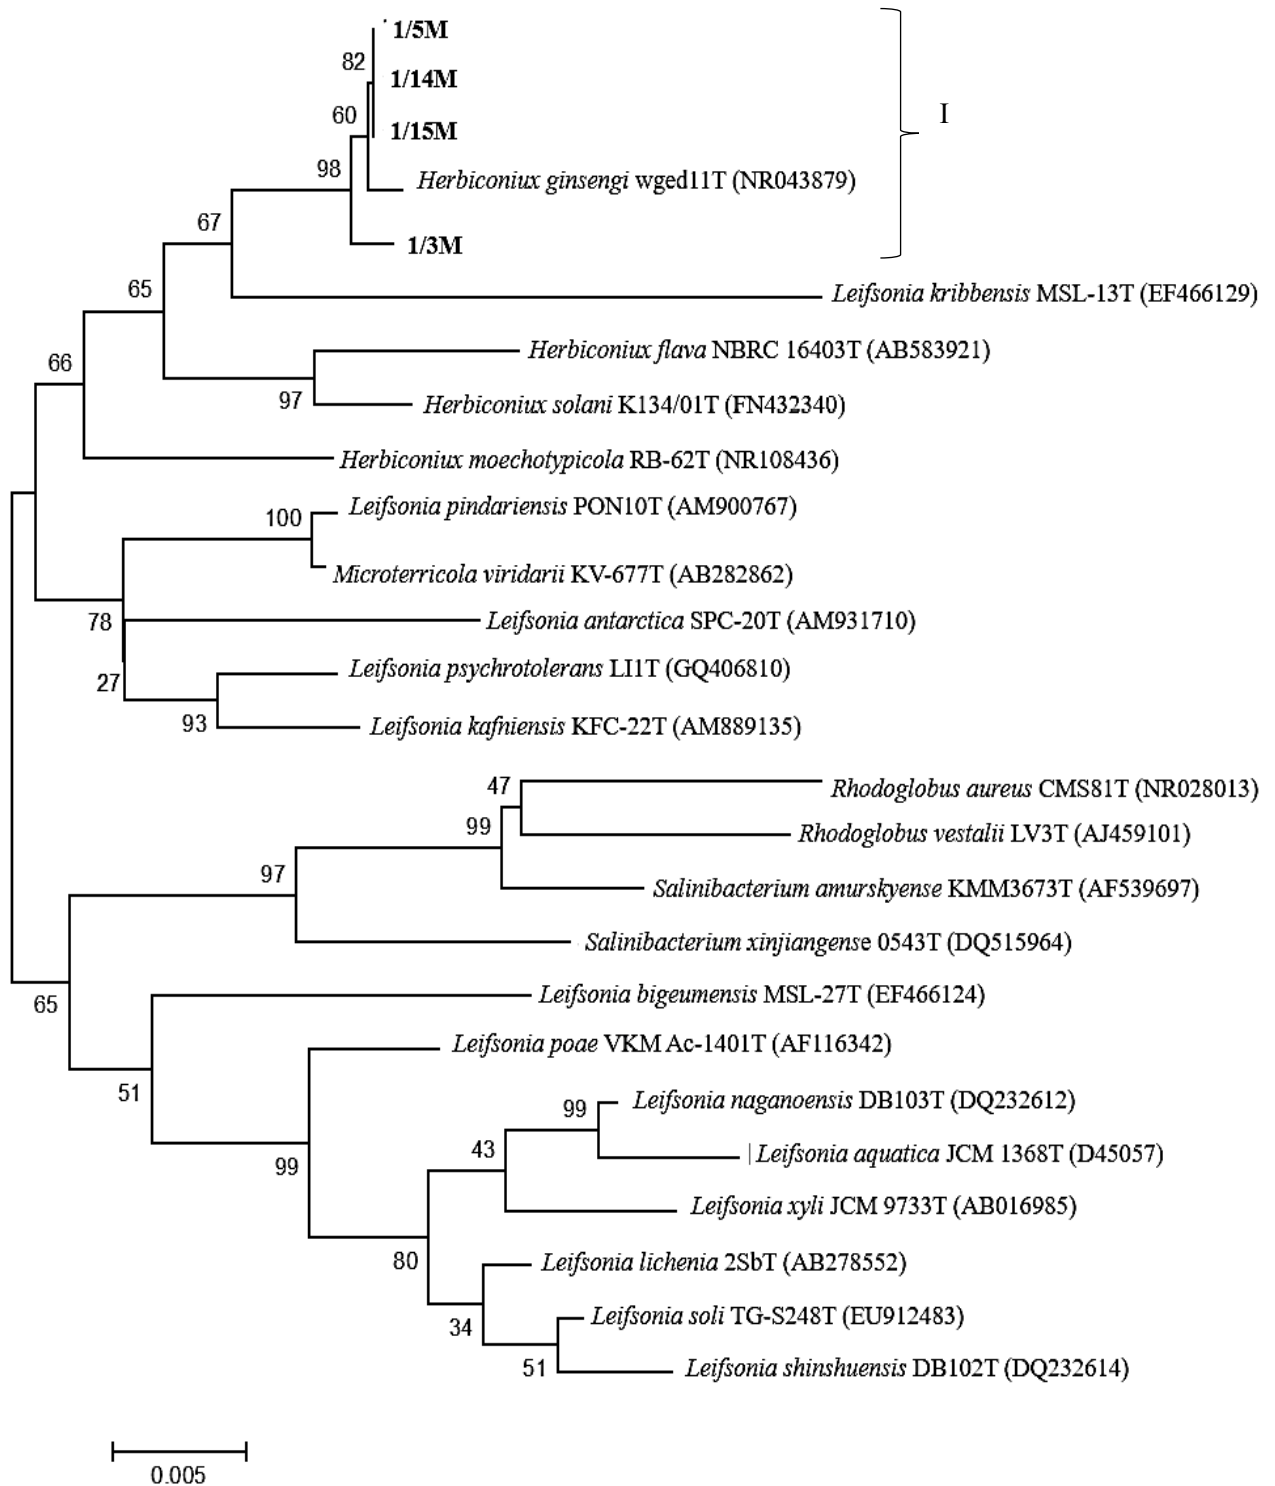 1/5M
82
1/14M
I
60
1/15M
98
Herbiconiux ginsengi wged11T (NR043879)
67
1/3M
65
Leifsonia kribbensis MSL-13T (EF466129)
Herbiconiux flava NBRC 16403T (AB583921)
66
97
Herbiconiux solani K134/01T (FN432340)
Herbiconiux moechotypicola RB-62T (NR108436)
Leifsonia pindariensis PON10T (AM900767)
100
Microterricola viridarii KV-677T (AB282862)
78
Leifsonia antarctica SPC-20T (AM931710)
Leifsonia psychrotolerans LI1T (GQ406810)
27
93
Leifsonia kafniensis KFC-22T (AM889135)
47
Rhodoglobus aureus CMS81T (NR028013)
99
Rhodoglobus vestalii LV3T (AJ459101)
97
Salinibacterium amurskyense KMM3673T (AF539697)
Salinibacterium xinjiangense 0543T (DQ515964)
65
Leifsonia bigeumensis MSL-27T (EF466124)
Leifsonia poae VKM Ac-1401T (AF116342)
51
Leifsonia naganoensis DB103T (DQ232612)
99
43
Leifsonia aquatica JCM 1368T (D45057)
99
Leifsonia xyli JCM 9733T (AB016985)
80
Leifsonia lichenia 2SbT (AB278552)
34
Leifsonia soli TG-S248T (EU912483)
51
Leifsonia shinshuensis DB102T (DQ232614)
0.005